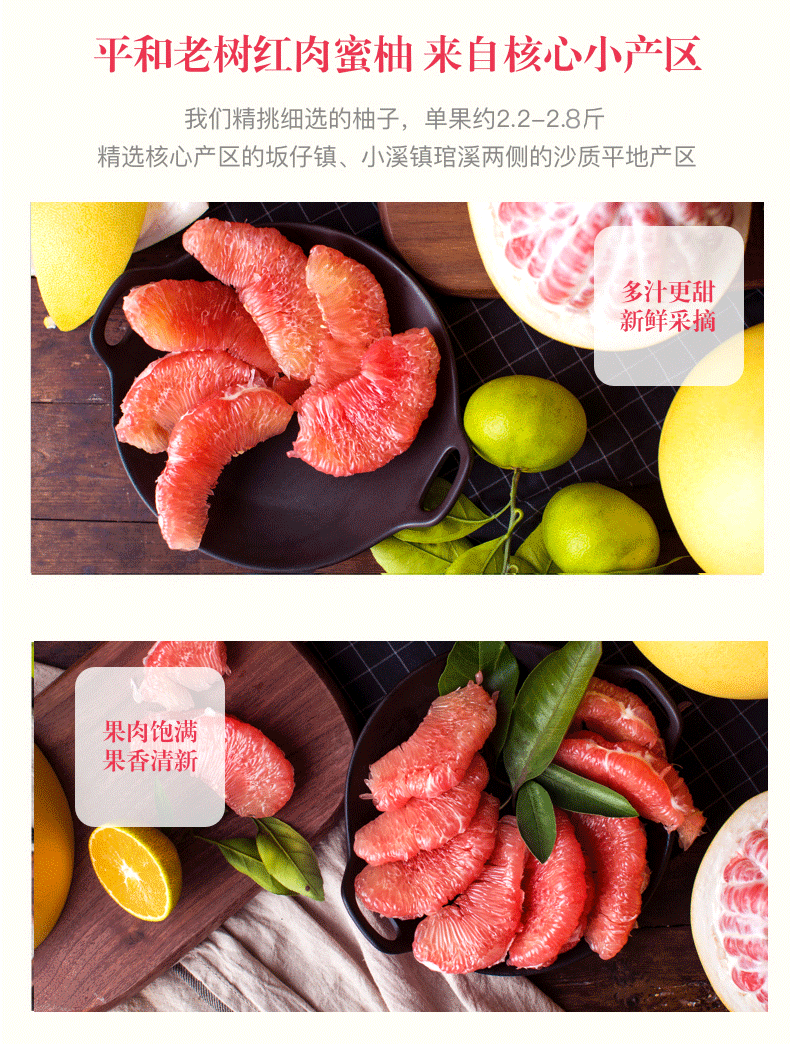 平和老树红肉蜜柚 来自核心小产区
我们精挑细选的柚子，单果约2.2-2.8斤
精选核心产区的坂仔镇、小溪镇琯溪两侧的沙质平地产区
多汁更甜
新鲜采摘
果肉饱满
果香清新